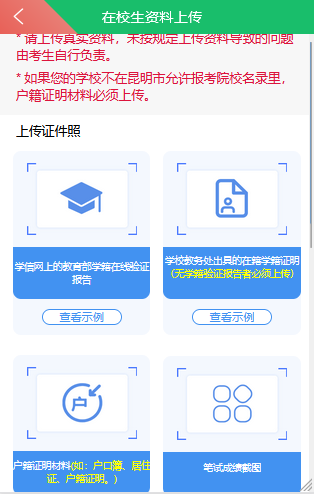 在校生资料上传
* 请上传真实资料，未按规定上传资料导致的问题
由考生自行负责。
* 如果您的学校不在昆明市允许报考院校名录里，
户籍证明材料必须上传。
上传证件照
学信网上的教育部学籍在线验证
报告
查看示例
学校教务处出具的在籍学籍证明
（无学籍验证报告者必须上传）
查看示例
户籍证明材料(如：户口簿、居住
证、户籍证明。)
笔试成绩截图